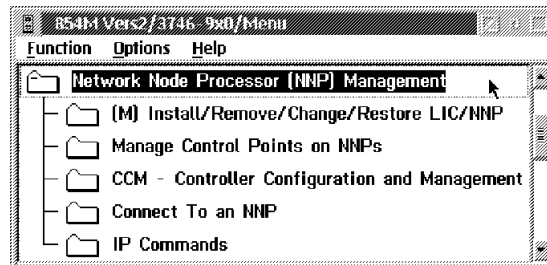 854M Vers2/3746-9x0/Menu
Function Options Help
Network Node Processor (NNP) Management
(M) Install/Remove/Change/Restore LIC/NNP
Manage Control Points on NNPs
CCM - Controller Configuration and Management
Connect To an NNP
IP Commands